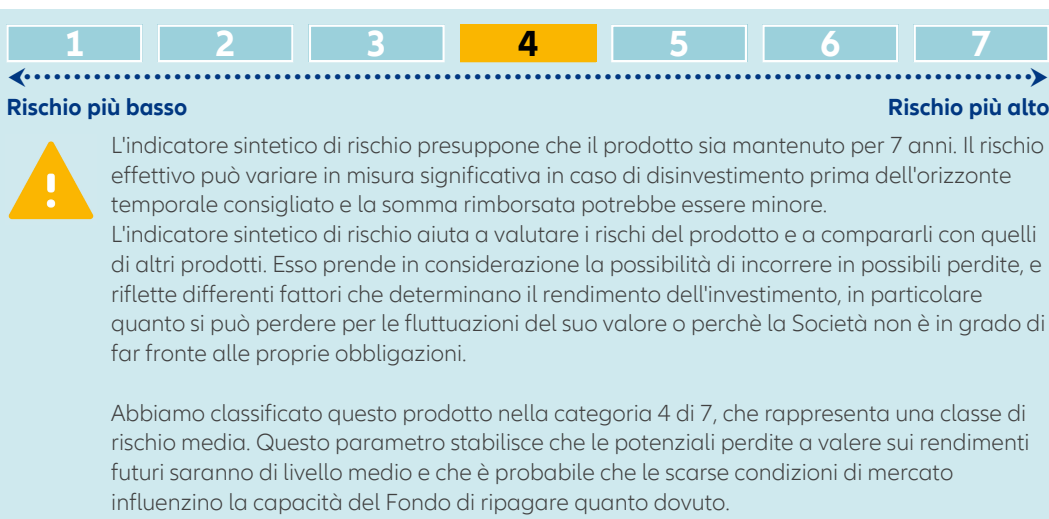 1 2 3 4 5 6 7
Rischio più basso Rischio più alto
L'indicatore sintetico di rischio presuppone che il prodotto sia mantenuto per 7 anni. Il rischio
effettivo può variare in misura significativa in caso di disinvestimento prima dell'orizzonte
temporale consigliato e la somma rimborsata potrebbe essere minore.
L'indicatore sintetico di rischio aiuta a valutare i rischi del prodotto e a compararli con quelli
di altri prodotti. Esso prende in considerazione la possibilità di incorrere in possibili perdite, e
riflette differenti fattori che determinano il rendimento dell'investimento, in particolare
quanto si può perdere per le fluttuazioni del suo valore o perchè la Società non è in grado di
far fronte alle proprie obbligazioni.
Abbiamo classificato questo prodotto nella categoria 4 di 7, che rappresenta una classe di
rischio media. Questo parametro stabilisce che le potenziali perdite a valere sui rendimenti
futuri saranno di livello medio e che è probabile che le scarse condizioni di mercato
influenzino la capacità del Fondo di ripagare quanto dovuto.